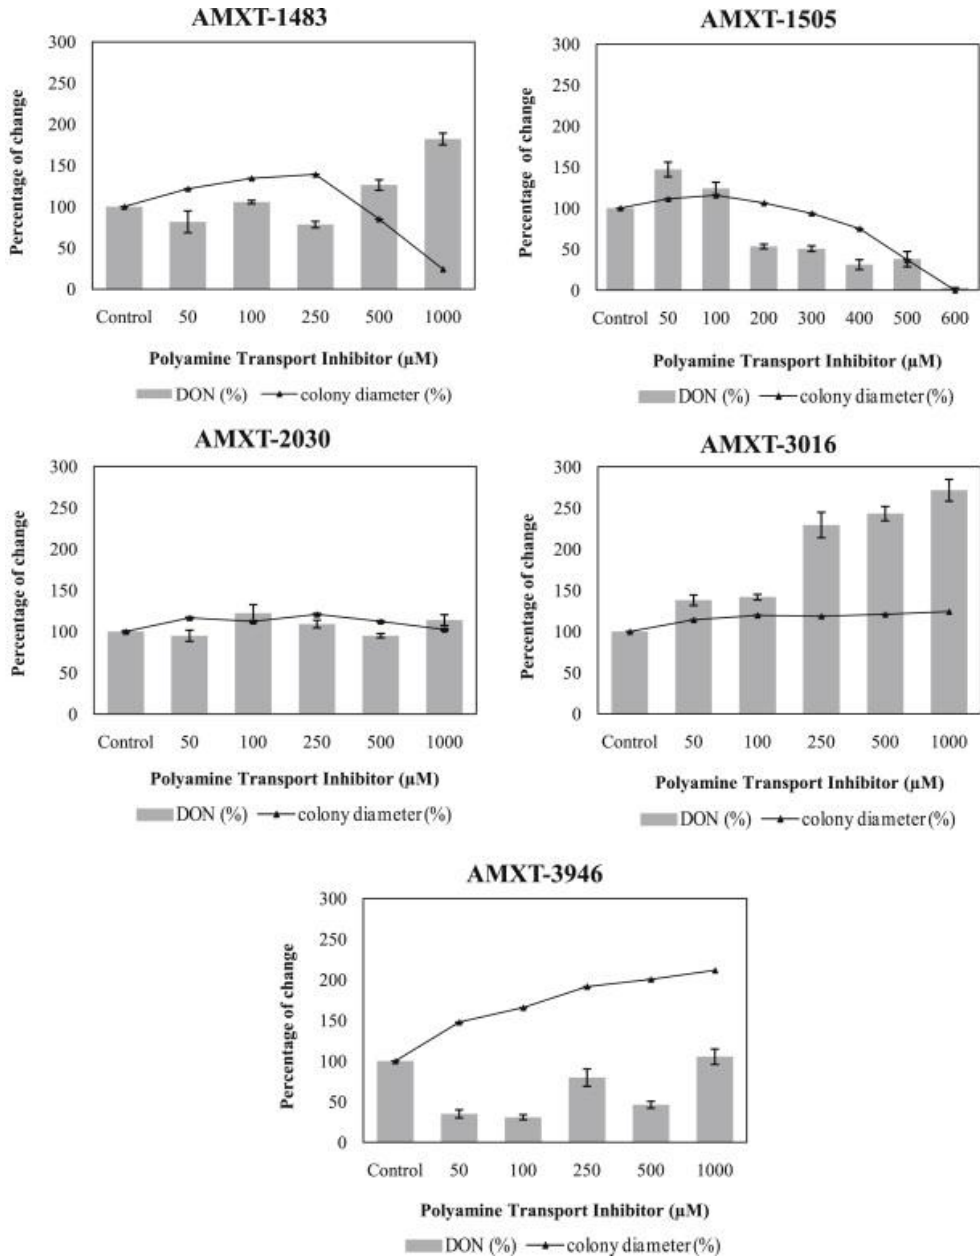 AMXT-1483
300
250
200
150
100
50
0
Percentage of change
Control 50 100 250 500 1000
Polyamine Transport Inhibitor (µM)
DON (%) colony diameter (%)
AMXT-1505
300
250
200
150
100
50
0
Percentage of change
Control 50 100 200 300 400 500 600
Polyamine Transport Inhibitor (µM)
DON (%) colony diameter (%)
AMXT-2030
300
250
200
150
100
50
0
Percentage of change
Control 50 100 250 500 1000
Polyamine Transport Inhibitor (µM)
DON (%) colony diameter (%)
AMXT-3016
300
250
200
150
100
50
0
Percentage of change
Control 50 100 250 500 1000
Polyamine Transport Inhibitor (µM)
DON (%) colony diameter (%)
AMXT-3946
300
250
200
150
100
50
0
Percentage of change
Control 50 100 250 500 1000
Polyamine Transport Inhibitor (µM)
DON (%) colony diameter (%)